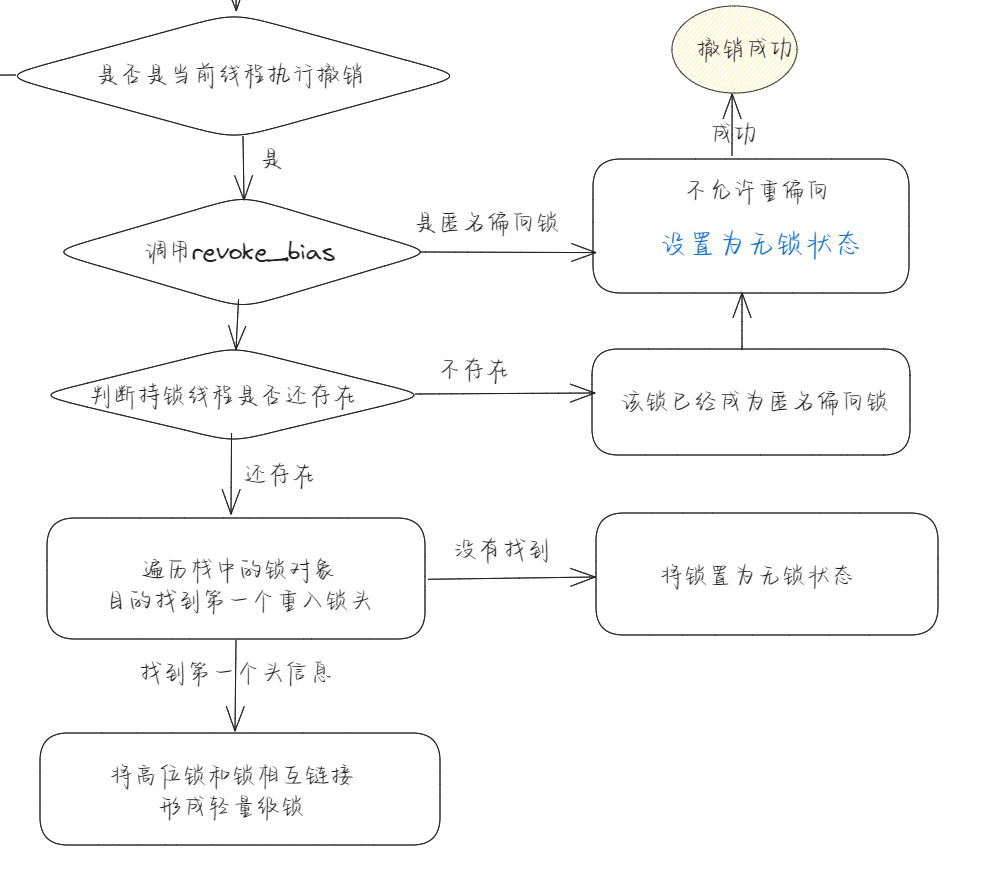 是否是当前线程执行撤销
撤销成功
成功
是
不允许重偏向
设置为无锁状态
是匿名偏向锁
调用revoke_bias
不存在
判断持锁线程是否还存在
该锁已经成为匿名偏向锁
还存在
没有找到
遍历栈中的锁对象
目的找到第一个重入锁头
将锁置为无锁状态
找到第一个头信息
将高位锁和锁相互链接
形成轻量级锁